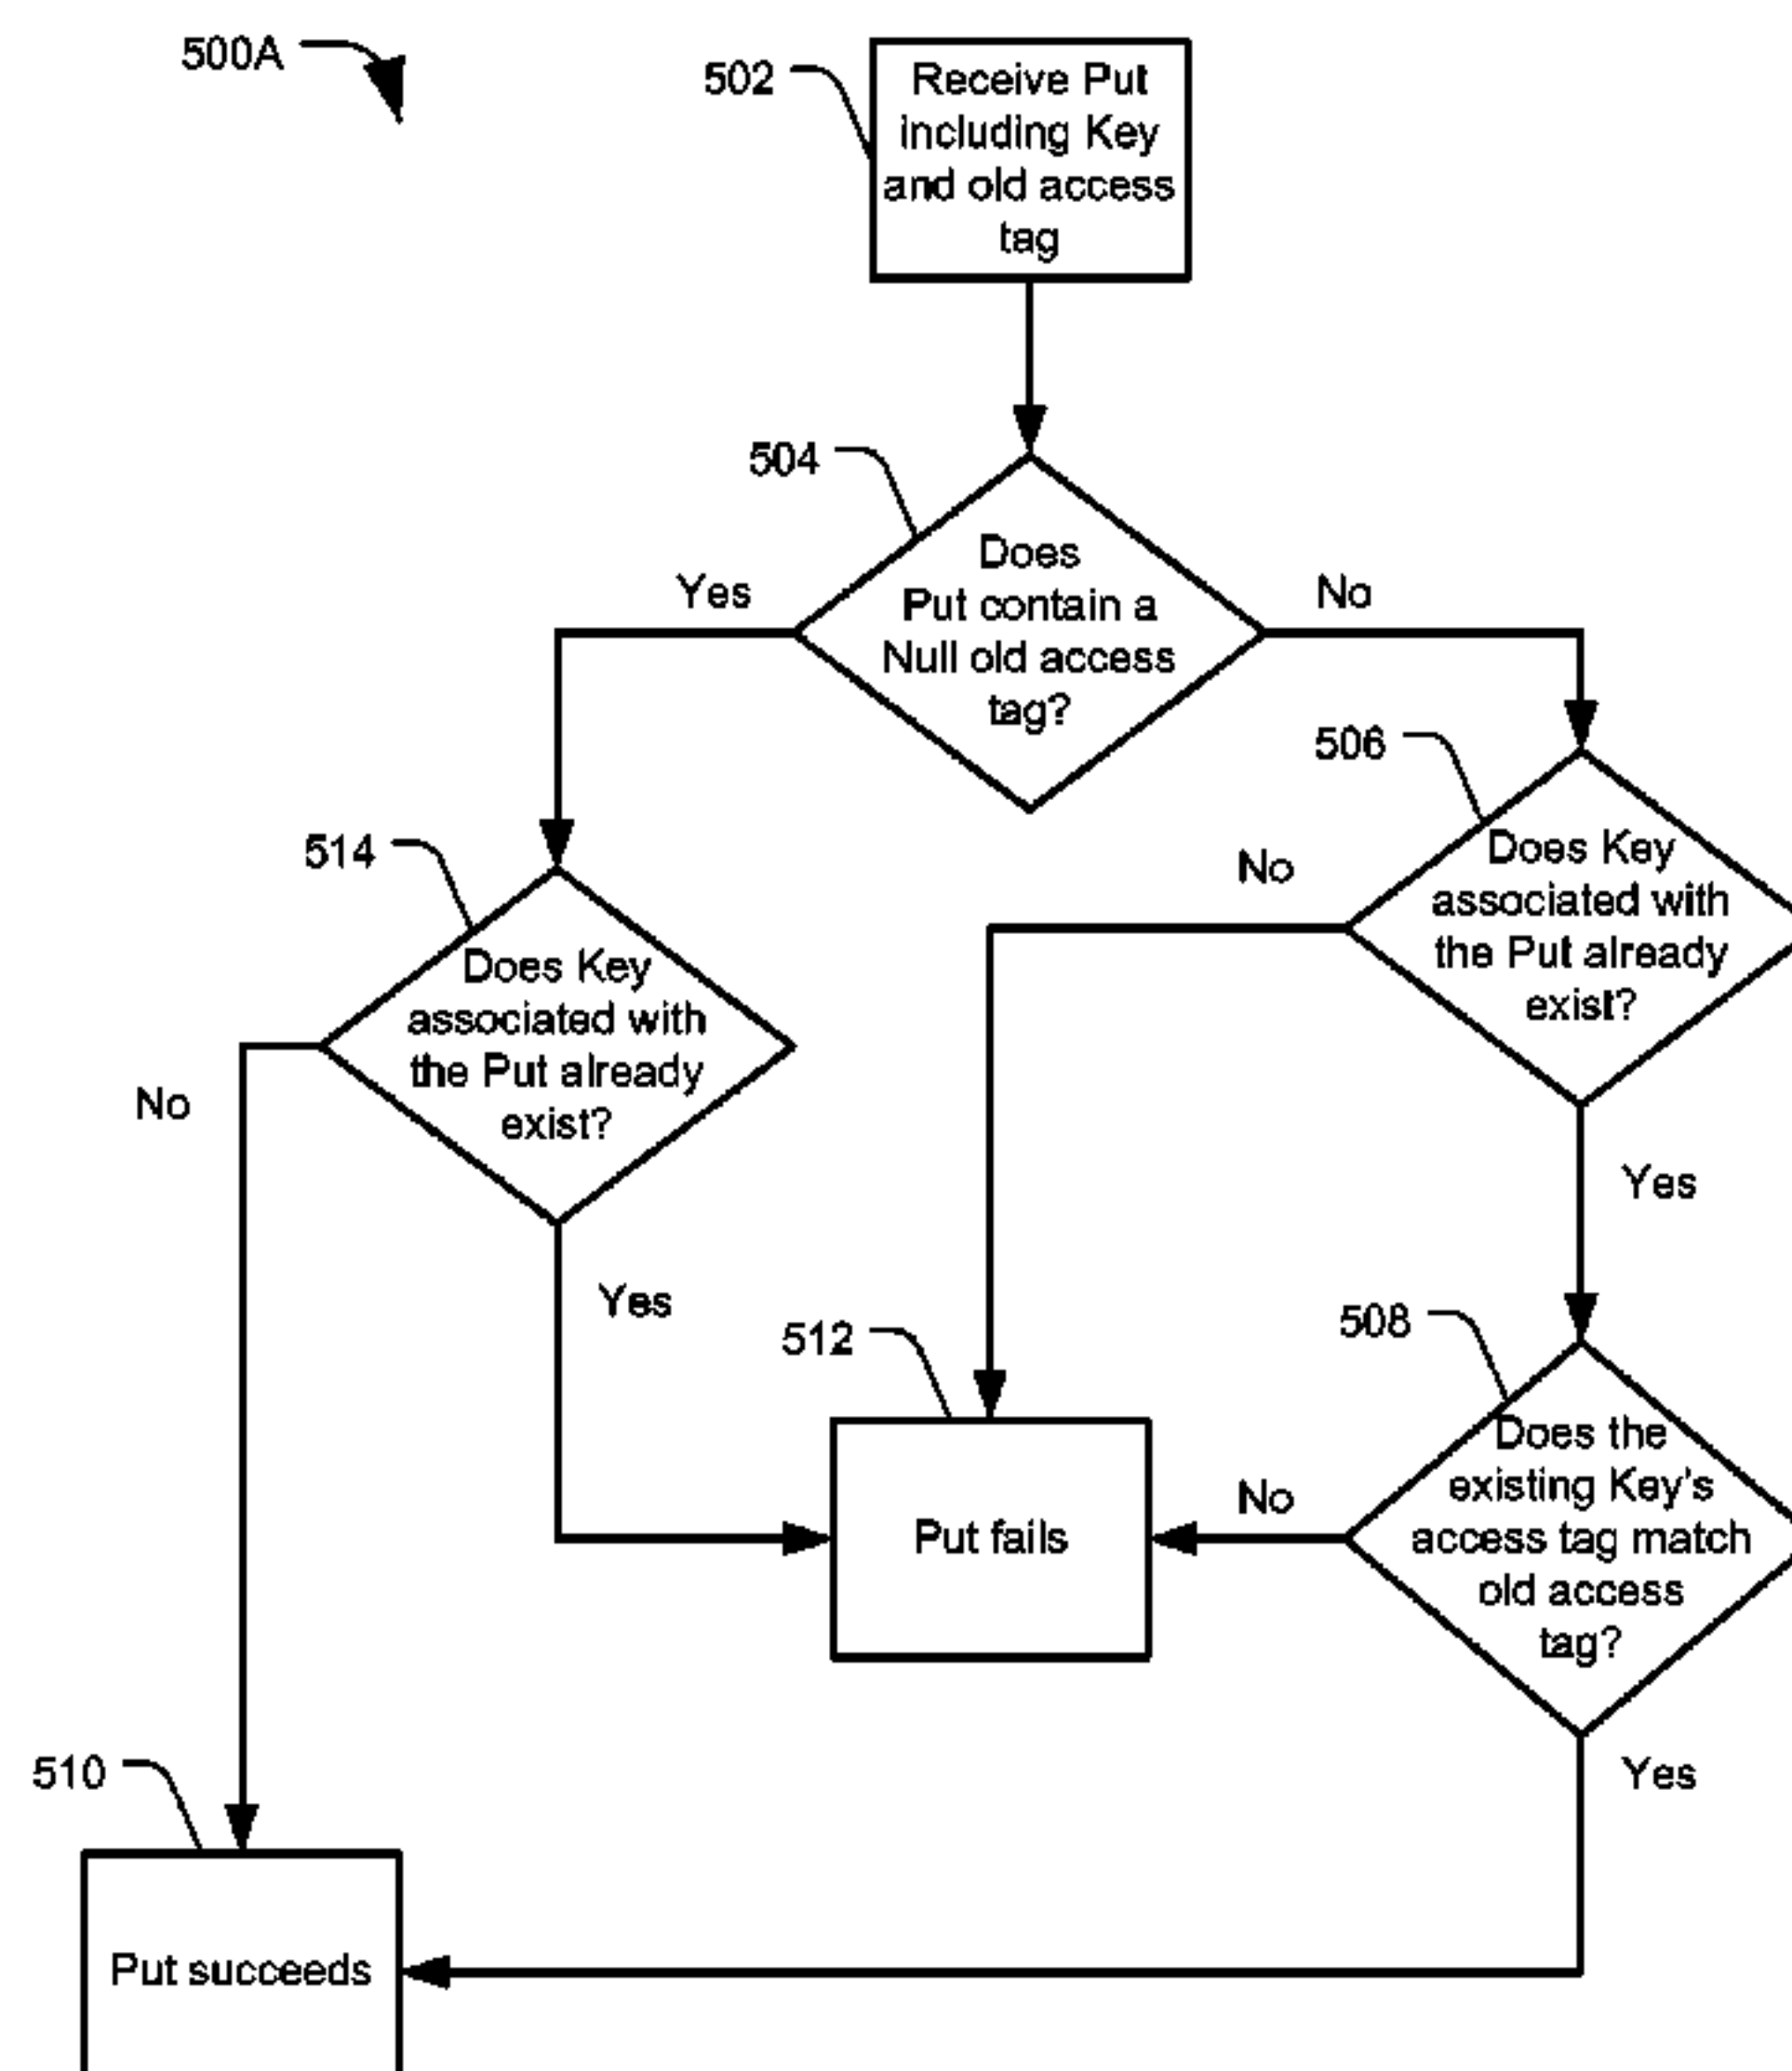 500A
502
Receive Put
including Key
and old access
tag
504
Does
Put contain a
Null old access
tag?
Yes
No
506
Does Key
associated with
the Put already
exist?
No
Yes
514
Does Key
associated with
the Put already
exist?
No
Yes
512
Put fails
508
Does the
existing Key's
access tag match
old access
tag?
No
Yes
510
Put succeeds